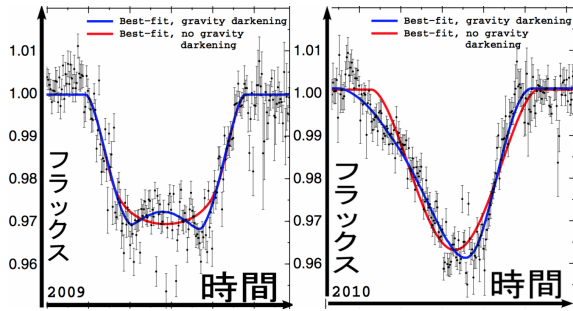 Best-fit, gravity darkening
Best-fit, no gravity
darkening
1.01
1.00
0.99
0.98
0.97
0.96
フラックス
2009
時間
Best-fit, gravity darkening
Best-fit, no gravity
darkening
1.01
1.00
0.99
0.98
0.97
0.96
フラックス
2010
時間